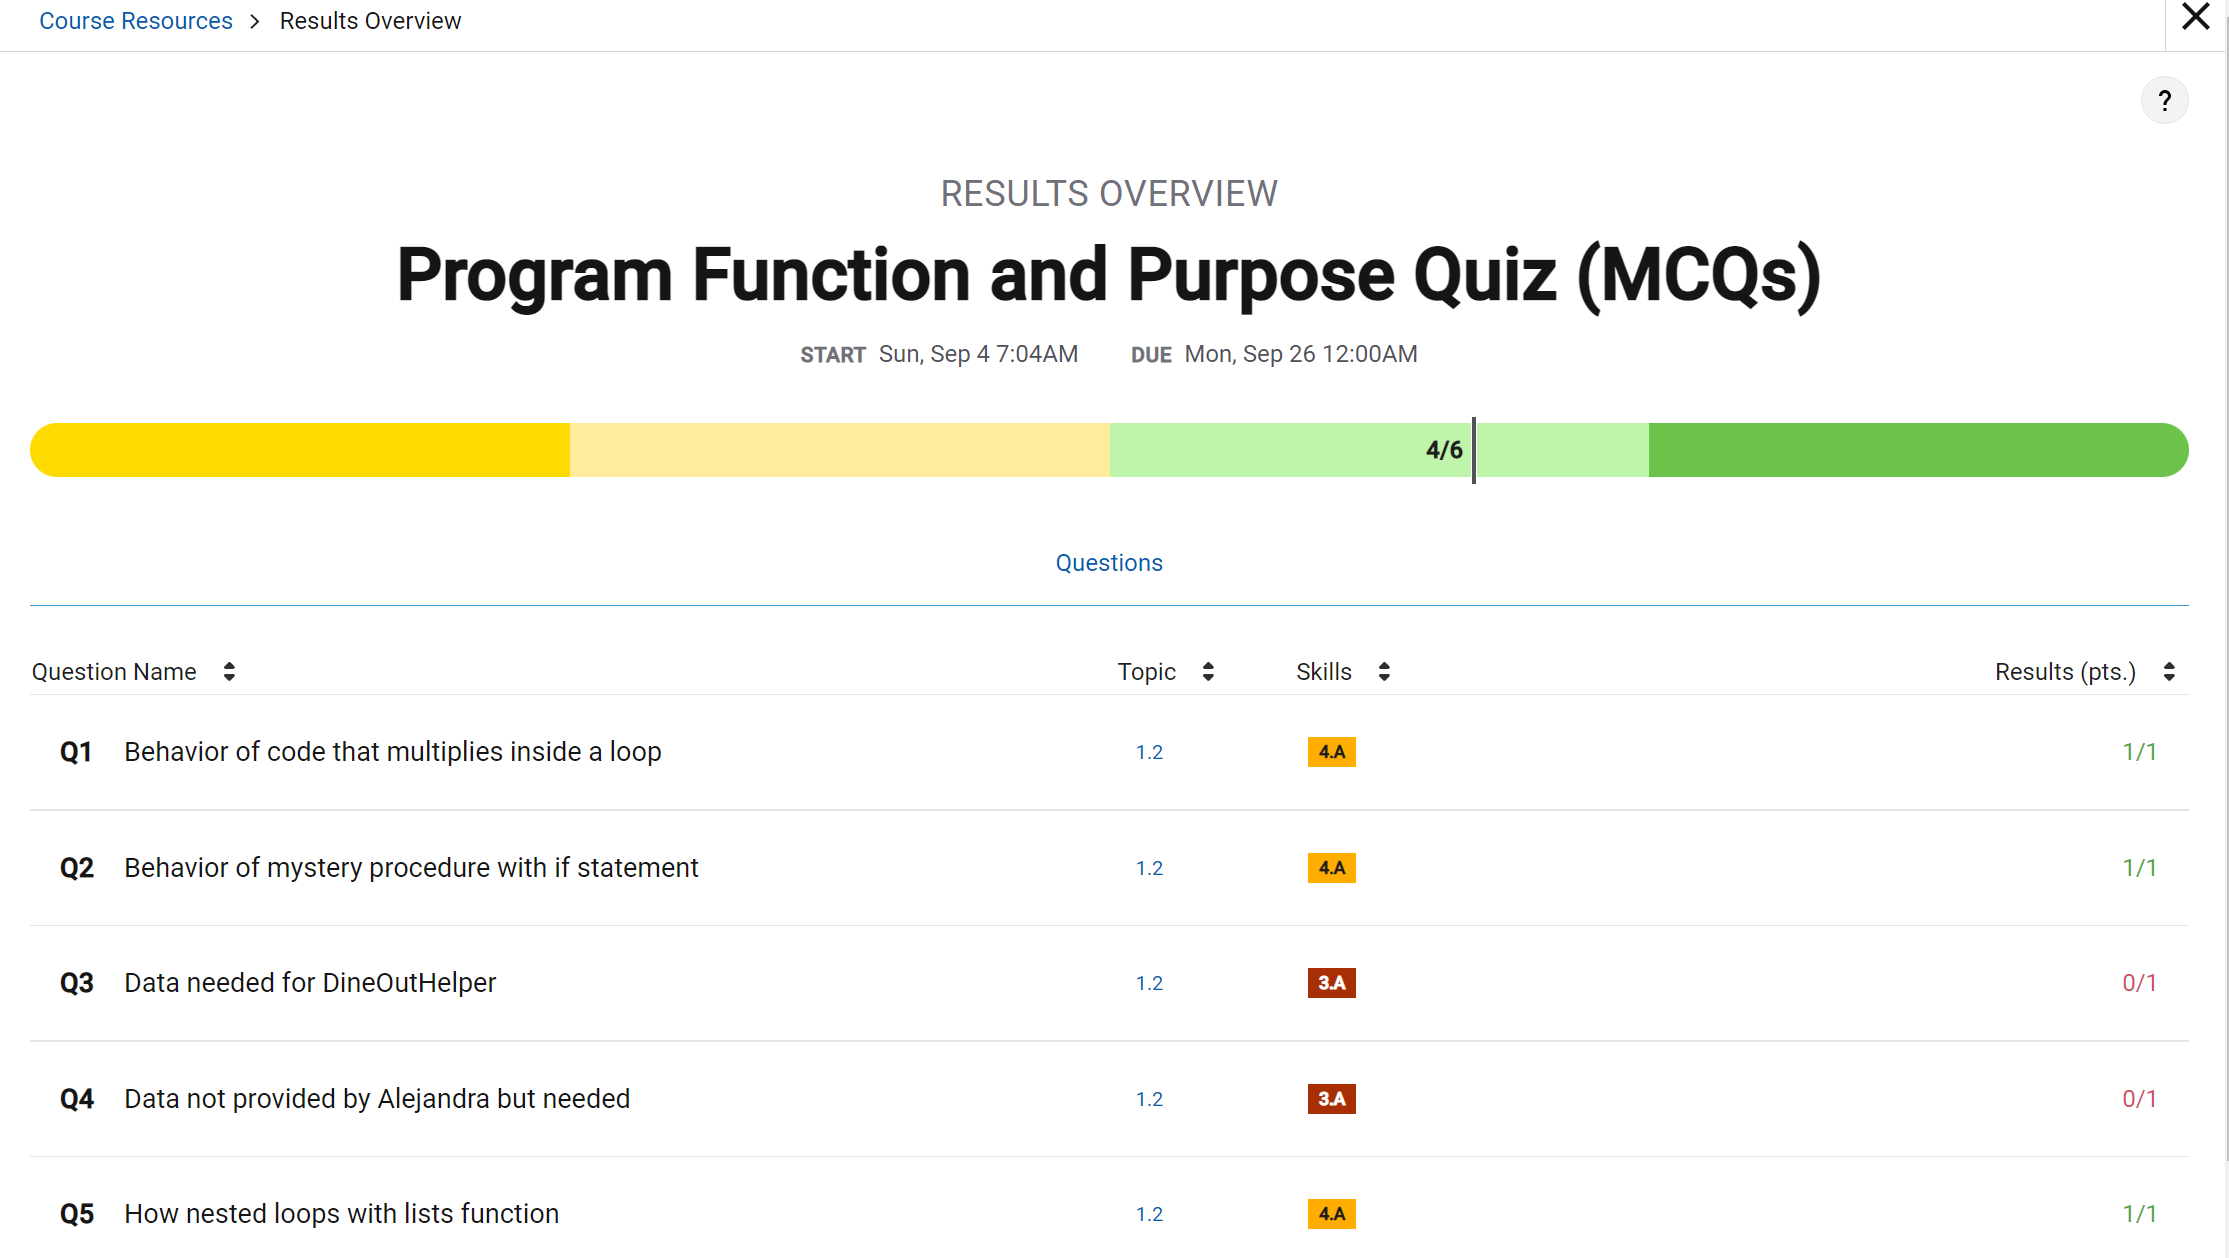 Course Resources > Results Overview
?
RESULTS OVERVIEW
Program Function and Purpose Quiz (MCQs)
START Sun, Sep 4 7:04AM DUE Mon, Sep 26 12:00AM
4/6
Questions
Question Name Topic Skills Results (pts.)
Q1 Behavior of code that multiplies inside a loop 1.2 4.A 1/1
Q2 Behavior of mystery procedure with if statement 1.2 4.A 1/1
Q3 Data needed for DineOutHelper 1.2 3.A 0/1
Q4 Data not provided by Alejandra but needed 1.2 3.A 0/1
Q5 How nested loops with lists function 1.2 4.A 1/1